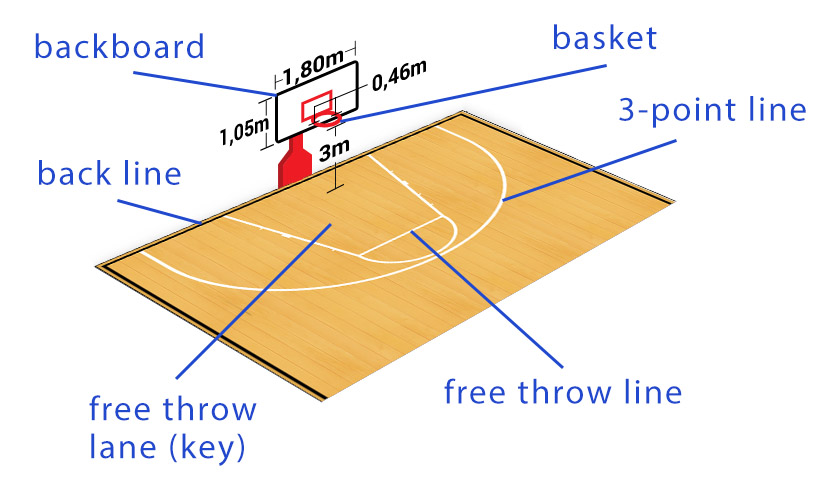 backboard
basket
1,80m
0,46m
3-point line
1,05m
3m
back line
free throw
lane (key)
free throw line